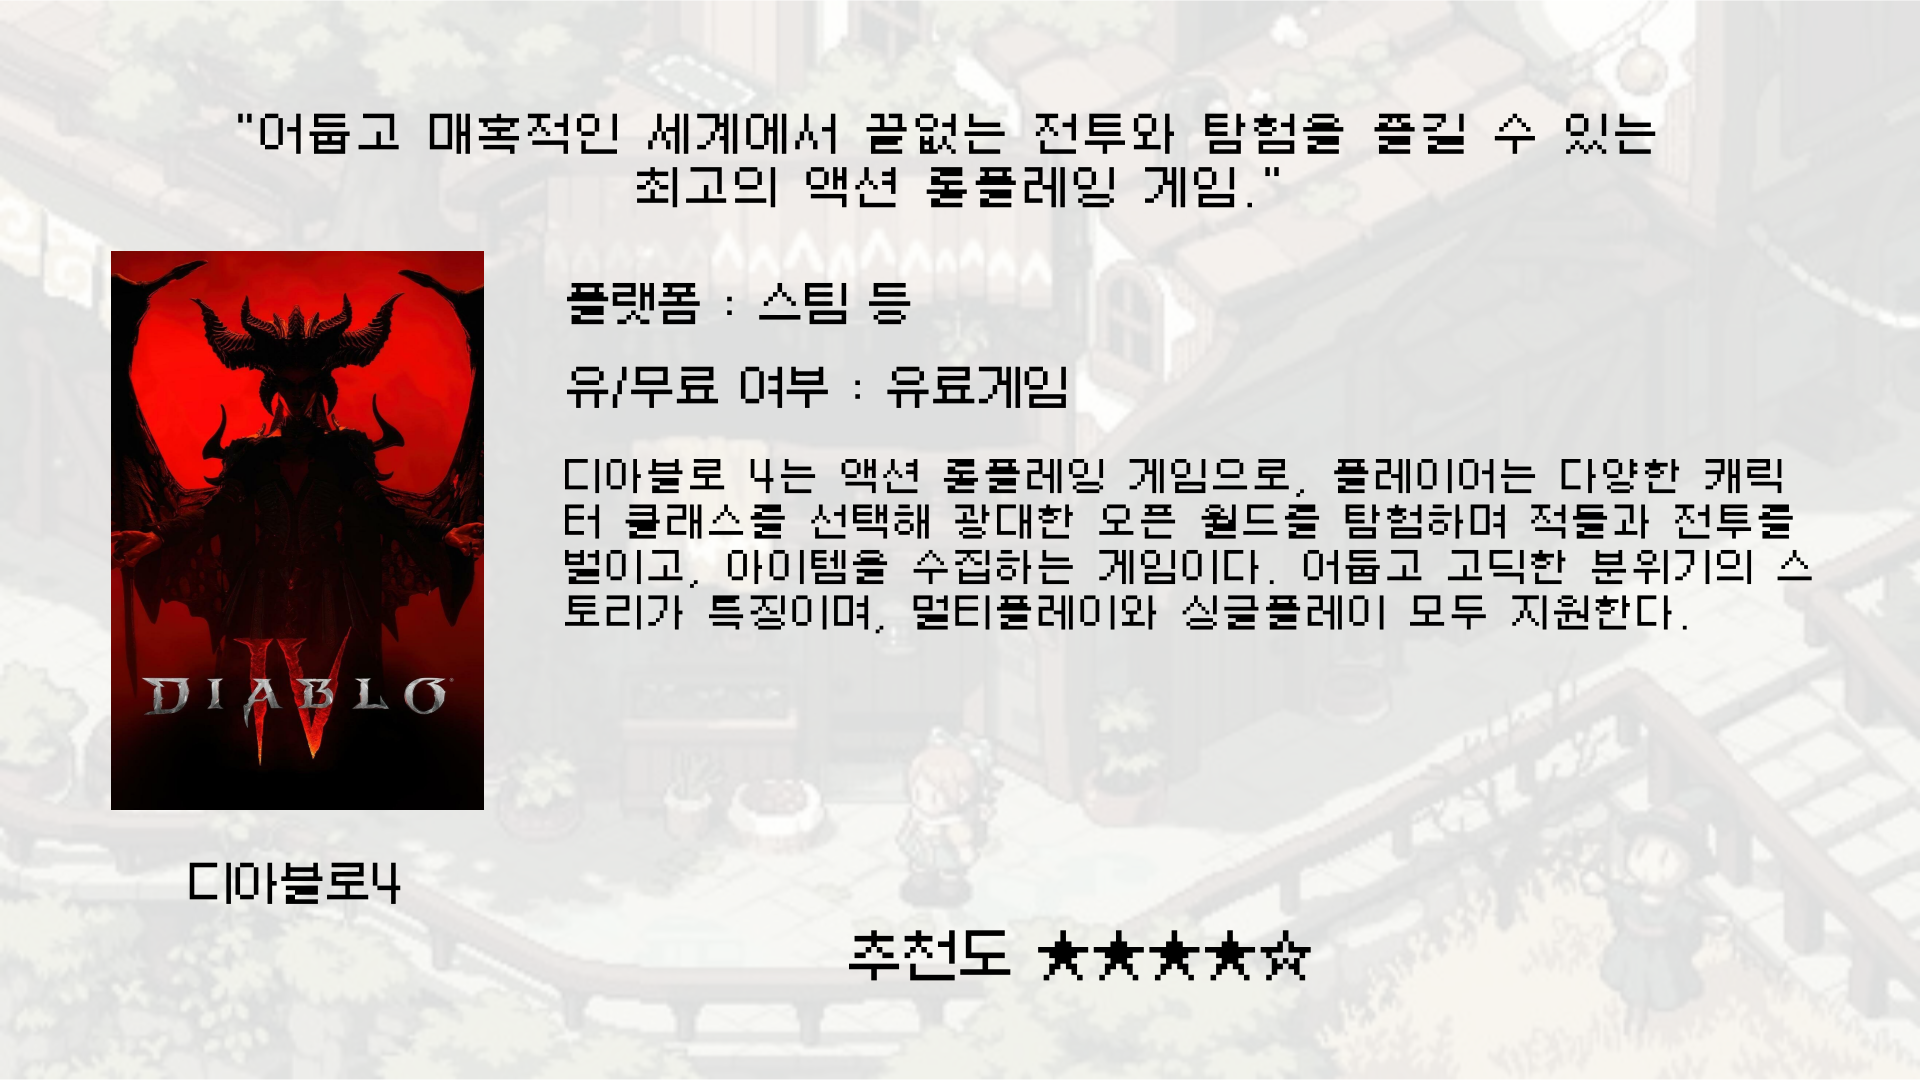 "어둡고 매혹적인 세계에서 끝없는 전투와 탐험을 즐길 수 있는
최고의 액션 롤플레잉 게임."
플랫폼 : 스팀 등
유/무료 여부 : 유료게임
디아블로 4는 액션 롤플레잉 게임으로, 플레이어는 다양한 캐릭
터 클래스를 선택해 광대한 오픈 월드를 탐험하며 적들과 전투를
벌이고, 아이템을 수집하는 게임이다. 어둡고 고딕한 분위기의 스
토리가 특징이며, 멀티플레이와 싱글플레이 모두 지원한다.
IV
DIABLO
디아블로4
추천도 ★★★★☆